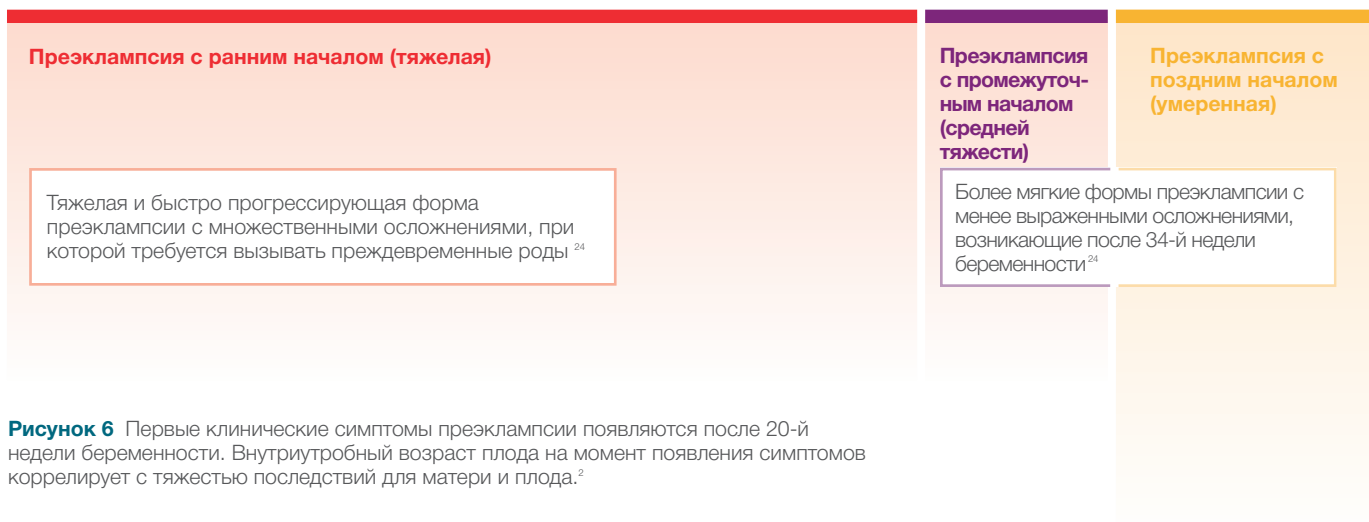 Преэклампсия с ранним началом (тяжелая)
Тяжелая и быстро прогрессирующая форма
преэклампсии с множественными осложнениями, при
которой требуется вызывать преждевременные роды 24
Преэклампсия
с промежуточ-
ным началом
(средней
тяжести)
Преэклампсия с
поздним началом
(умеренная)
Более мягкие формы преэклампсии с
менее выраженными осложнениями,
возникающие после 34-й недели
беременности24
Рисунок 6 Первые клинические симптомы преэклампсии появляются после 20-й
недели беременности. Внутриутробный возраст плода на момент появления симптомов
коррелирует с тяжестью последствий для матери и плода.2